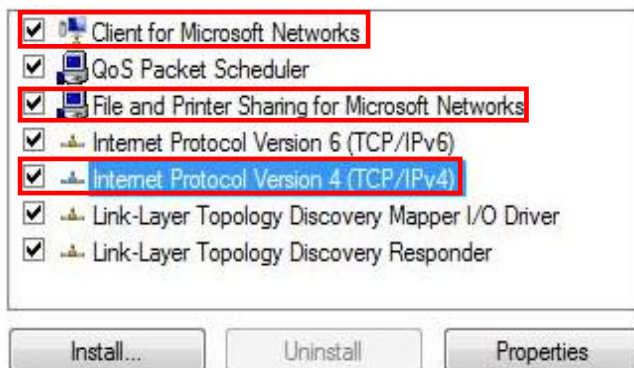 Client for Microsoft Networks
QoS Packet Scheduler
File and Printer Sharing for Microsoft Networks
Internet Protocol Version 6 (TCP/IPv6)
Internet Protocol Version 4 (TCP/IPv4)
Link-Layer Topology Discovery Mapper I/O Driver
Link-Layer Topology Discovery Responder
Install... Uninstall Properties